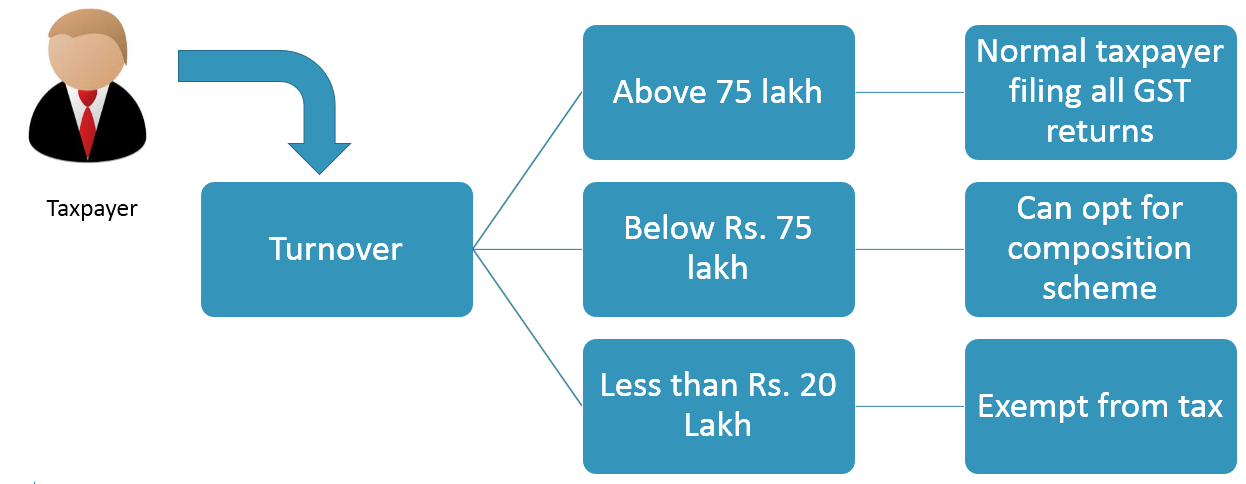 Taxpayer
Turnover
Above 75 lakh
Normal taxpayer
filing all GST
returns
Below Rs. 75
lakh
Can opt for
composition
scheme
Less than Rs. 20
Lakh
Exempt from tax